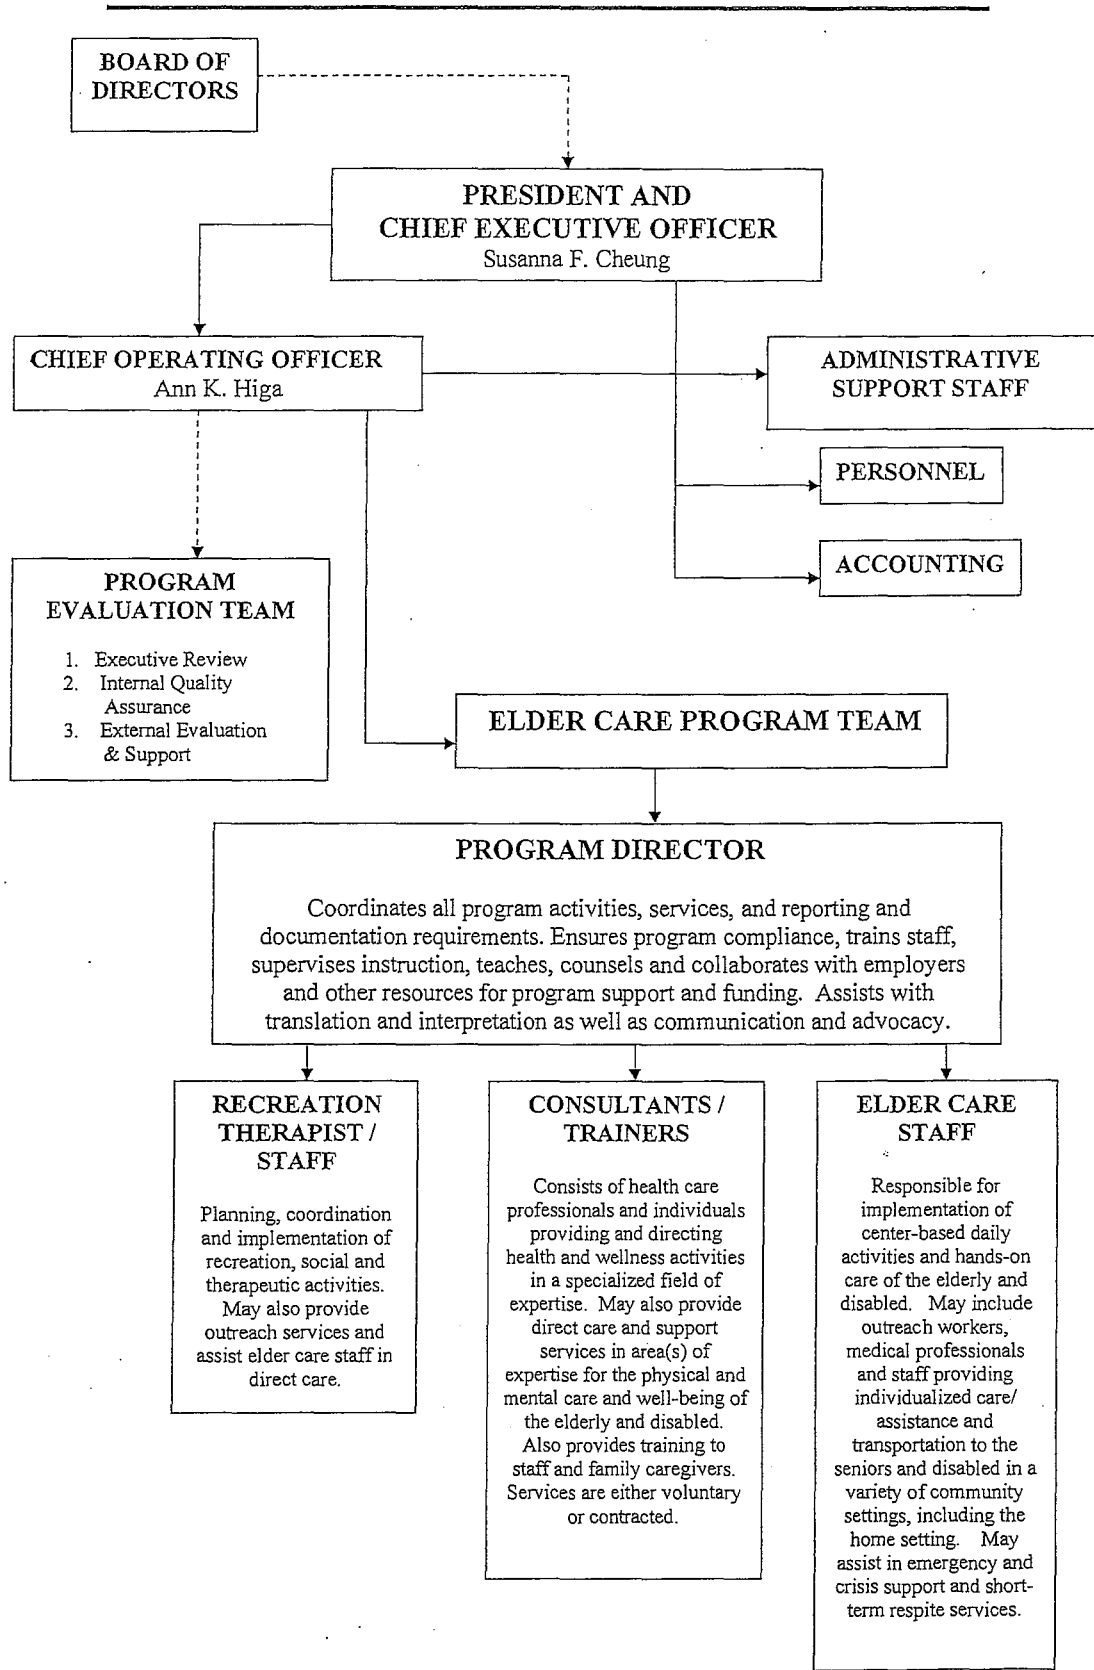 BOARD OF
DIRECTORS
PRESIDENT AND
CHIEF EXECUTIVE OFFICER
Susanna F. Cheung
CHIEF OPERATING OFFICER
Ann K. Higa
ADMINISTRATIVE
SUPPORT STAFF
PERSONNEL
ACCOUNTING
PROGRAM
EVALUATION TEAM
1. Executive Review
2. Internal Quality
Assurance
3. External Evaluation
& Support
ELDER CARE PROGRAM TEAM
PROGRAM DIRECTOR
Coordinates all program activities, services, and reporting and
documentation requirements. Ensures program compliance, trains staff,
supervises instruction, teaches, counsels and collaborates with employers
and other resources for program support and funding. Assists with
translation and interpretation as well as communication and advocacy.
RECREATION
THERAPIST /
STAFF
Planning, coordination
and implementation of
recreation, social and
therapeutic activities.
May also provide
outreach services and
assist elder care staff in
direct care.
CONSULTANTS /
TRAINERS
Consists of health care
professionals and individuals
providing and directing
health and wellness activities
in a specialized field of
expertise. May also provide
direct care and support
services in area(s) of
expertise for the physical and
mental care and well-being of
the elderly and disabled.
Also provides training to
staff and family caregivers.
Services are either voluntary
or contracted.
ELDER CARE
STAFF
Responsible for
implementation of
center-based daily
activities and hands-on
care of the elderly and
disabled. May include
outreach workers,
medical professionals
and staff providing
individualized care/
assistance and
transportation to the
seniors and disabled in a
variety of community
settings, including the
home setting. May
assist in emergency and
crisis support and short-
term respite services.